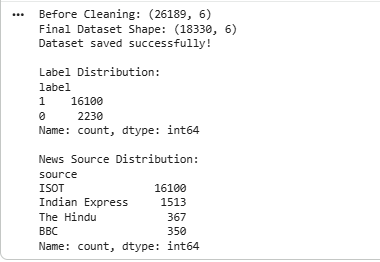 Before Cleaning: (26189, 6)
Final Dataset Shape: (18330, 6)
Dataset saved successfully!
Label Distribution:
label
1    16100
0     2230
Name: count, dtype: int64
News Source Distribution:
source
ISOT              16100
Indian Express     1513
The Hindu           367
BBC                 350
Name: count, dtype: int64